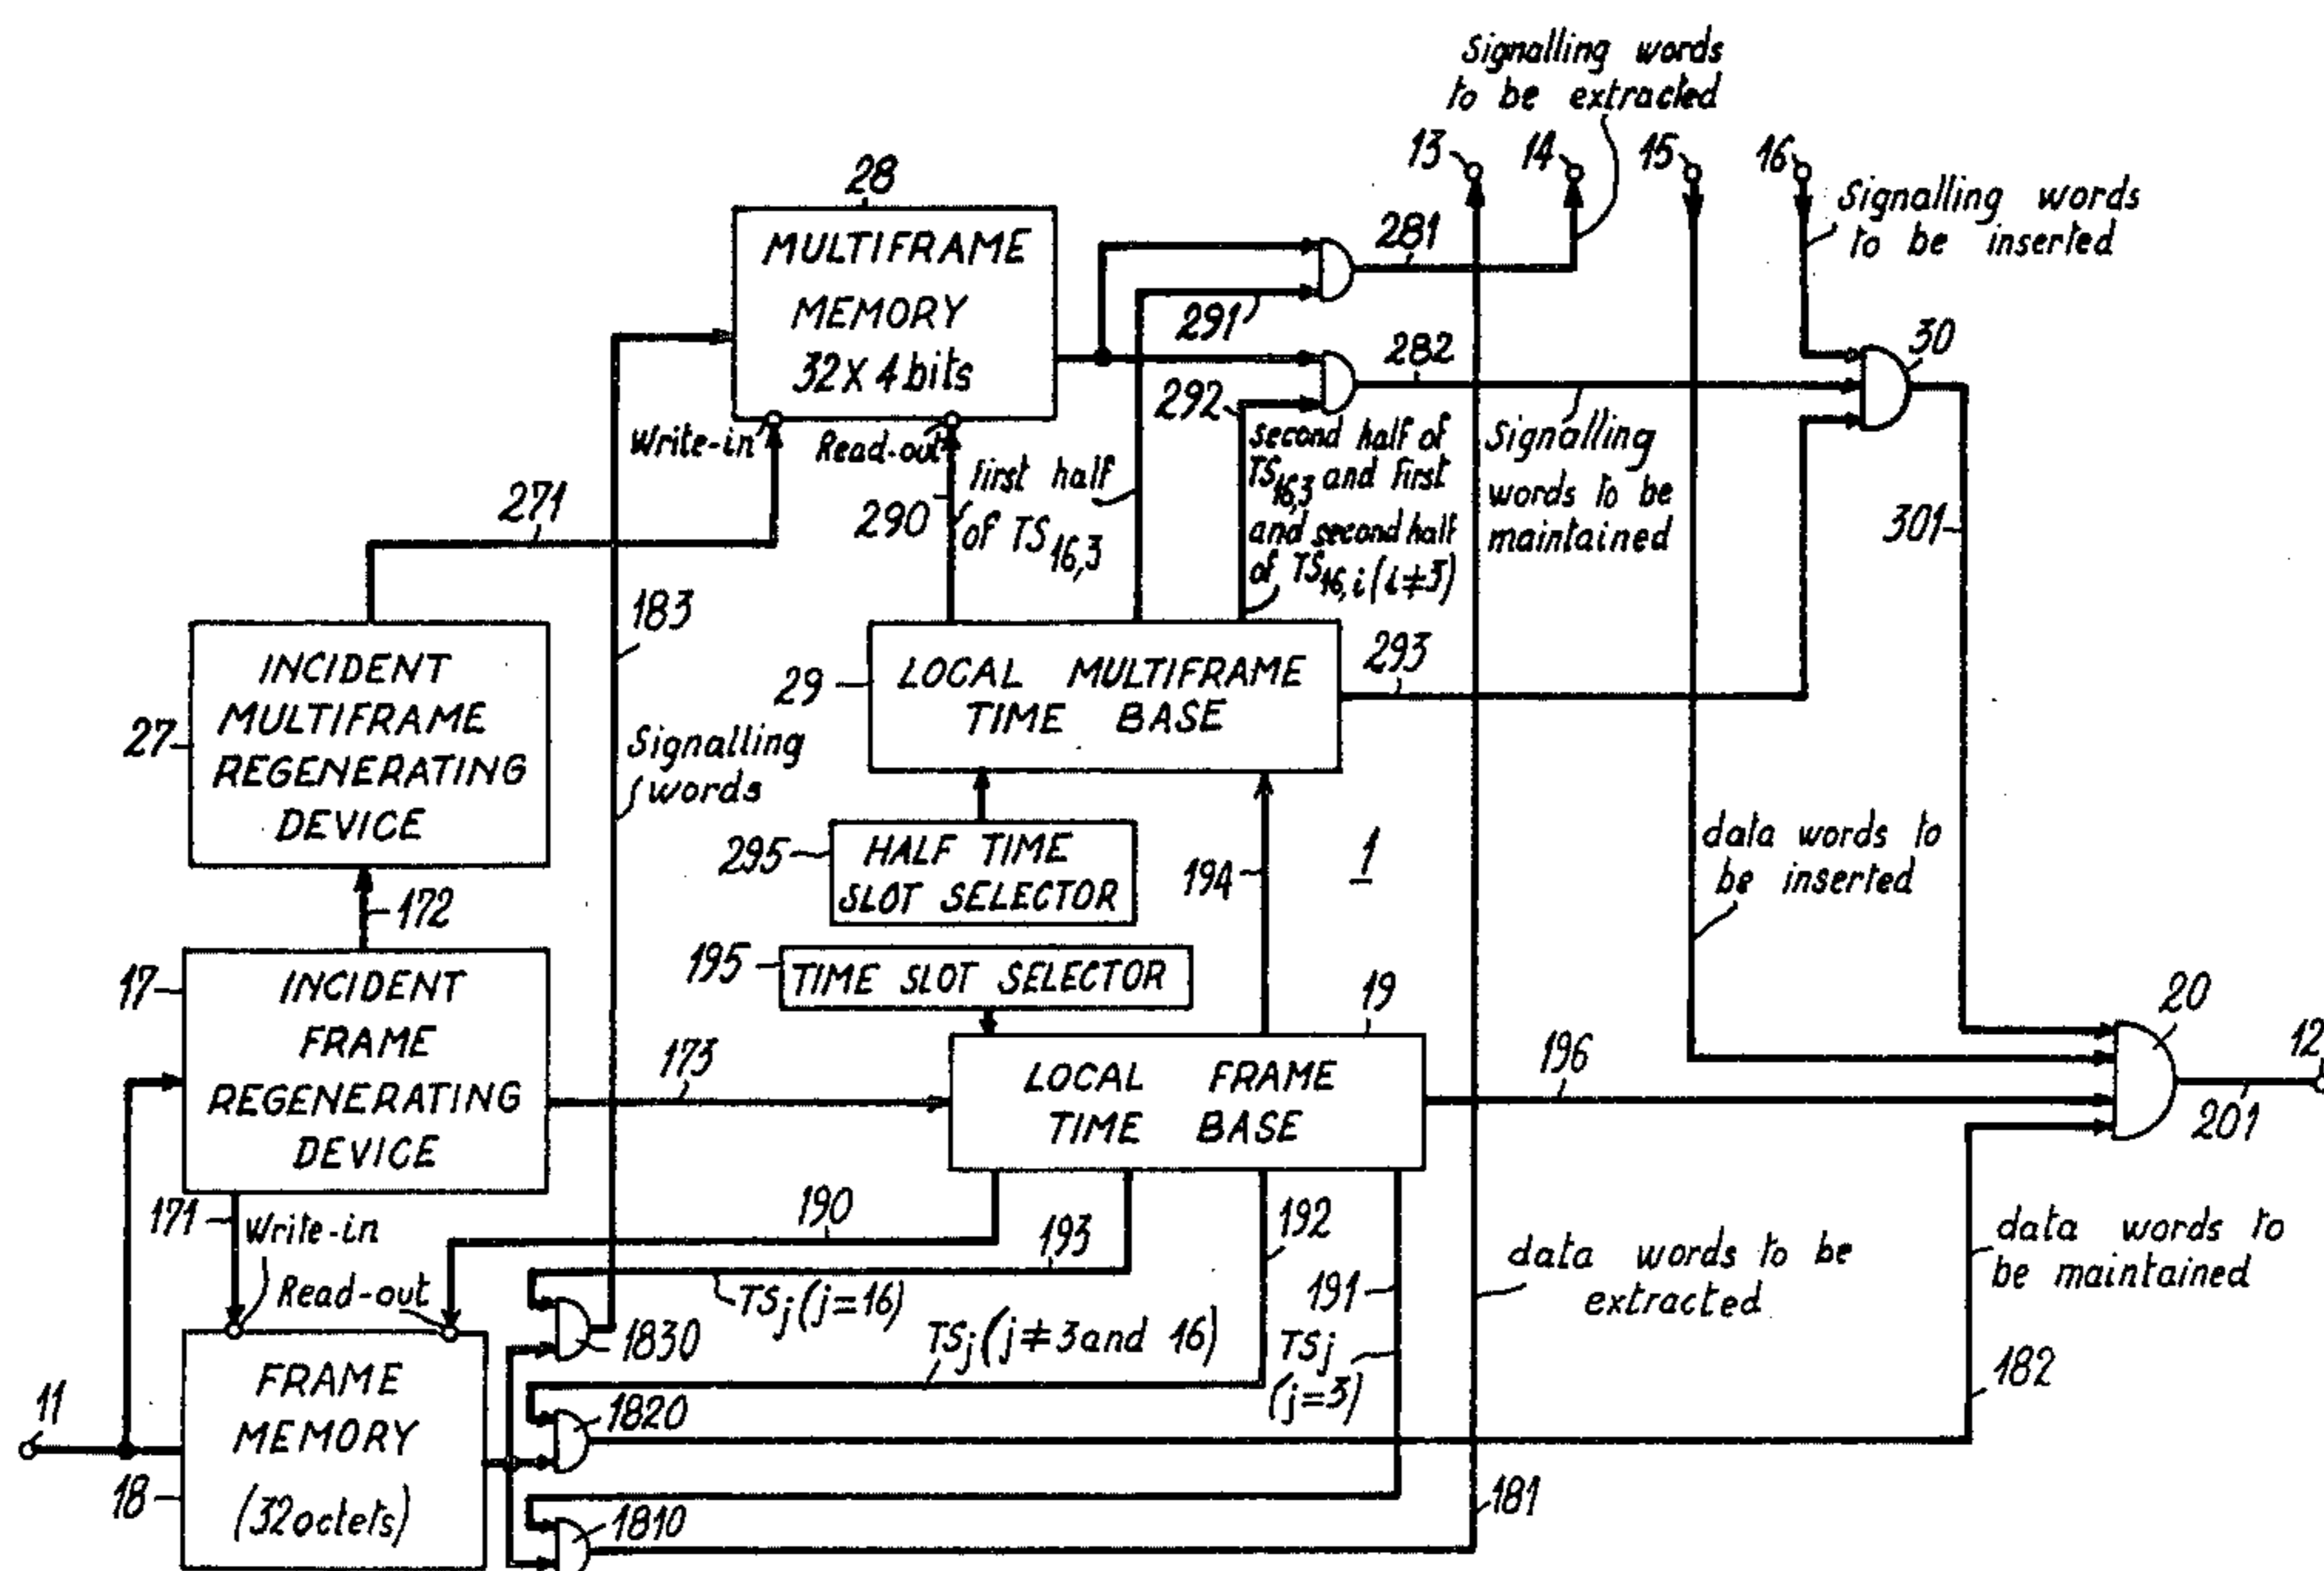 Signalling words
to be extracted
13
14
15
16
Signalling words
to be inserted
28
MULTIFRAME
MEMORY
32X4bits
281
291
282
292
30
Write-in
Read-out
first half
of TS16,3
290
second half of
TS16,3 and first
and second half
of TS16,i(i≠3)
Signalling
words to be
maintained
301
271
183
INCIDENT
MULTIFRAME
REGENERATING
DEVICE
27
29
LOCAL MULTIFRAME
TIME BASE
293
Signalling
words
295
HALF TIME
SLOT SELECTOR
194
1
data words to
be inserted
172
195
TIME SLOT SELECTOR
17
INCIDENT
FRAME
REGENERATING
DEVICE
173
19
LOCAL FRAME
TIME BASE
196
20
12
201
171
Write-in
Read-out
190
193
192
191
TSj(j=16)
TSj(j≠3and 16)
TSj
(j=3)
data words to be
extracted
data words to
be maintained
1830
11
FRAME
MEMORY
(32octets)
18
1820
182
1810
181